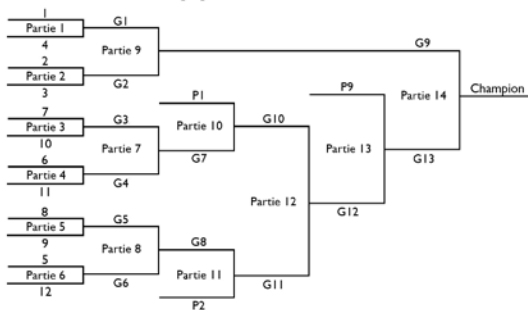 1
G1
Partie 1
4
Partie 9
G9
2
Partie 2
G2
3
Champion
P1
P9
Partie 14
7
Partie 3
G3
Partie 10
G10
10
Partie 7
G7
Partie 13
G13
6
Partie 4
G4
11
Partie 12
G12
8
Partie 5
G5
9
Partie 8
G8
5
Partie 6
G6
Partie 11
G11
12
P2